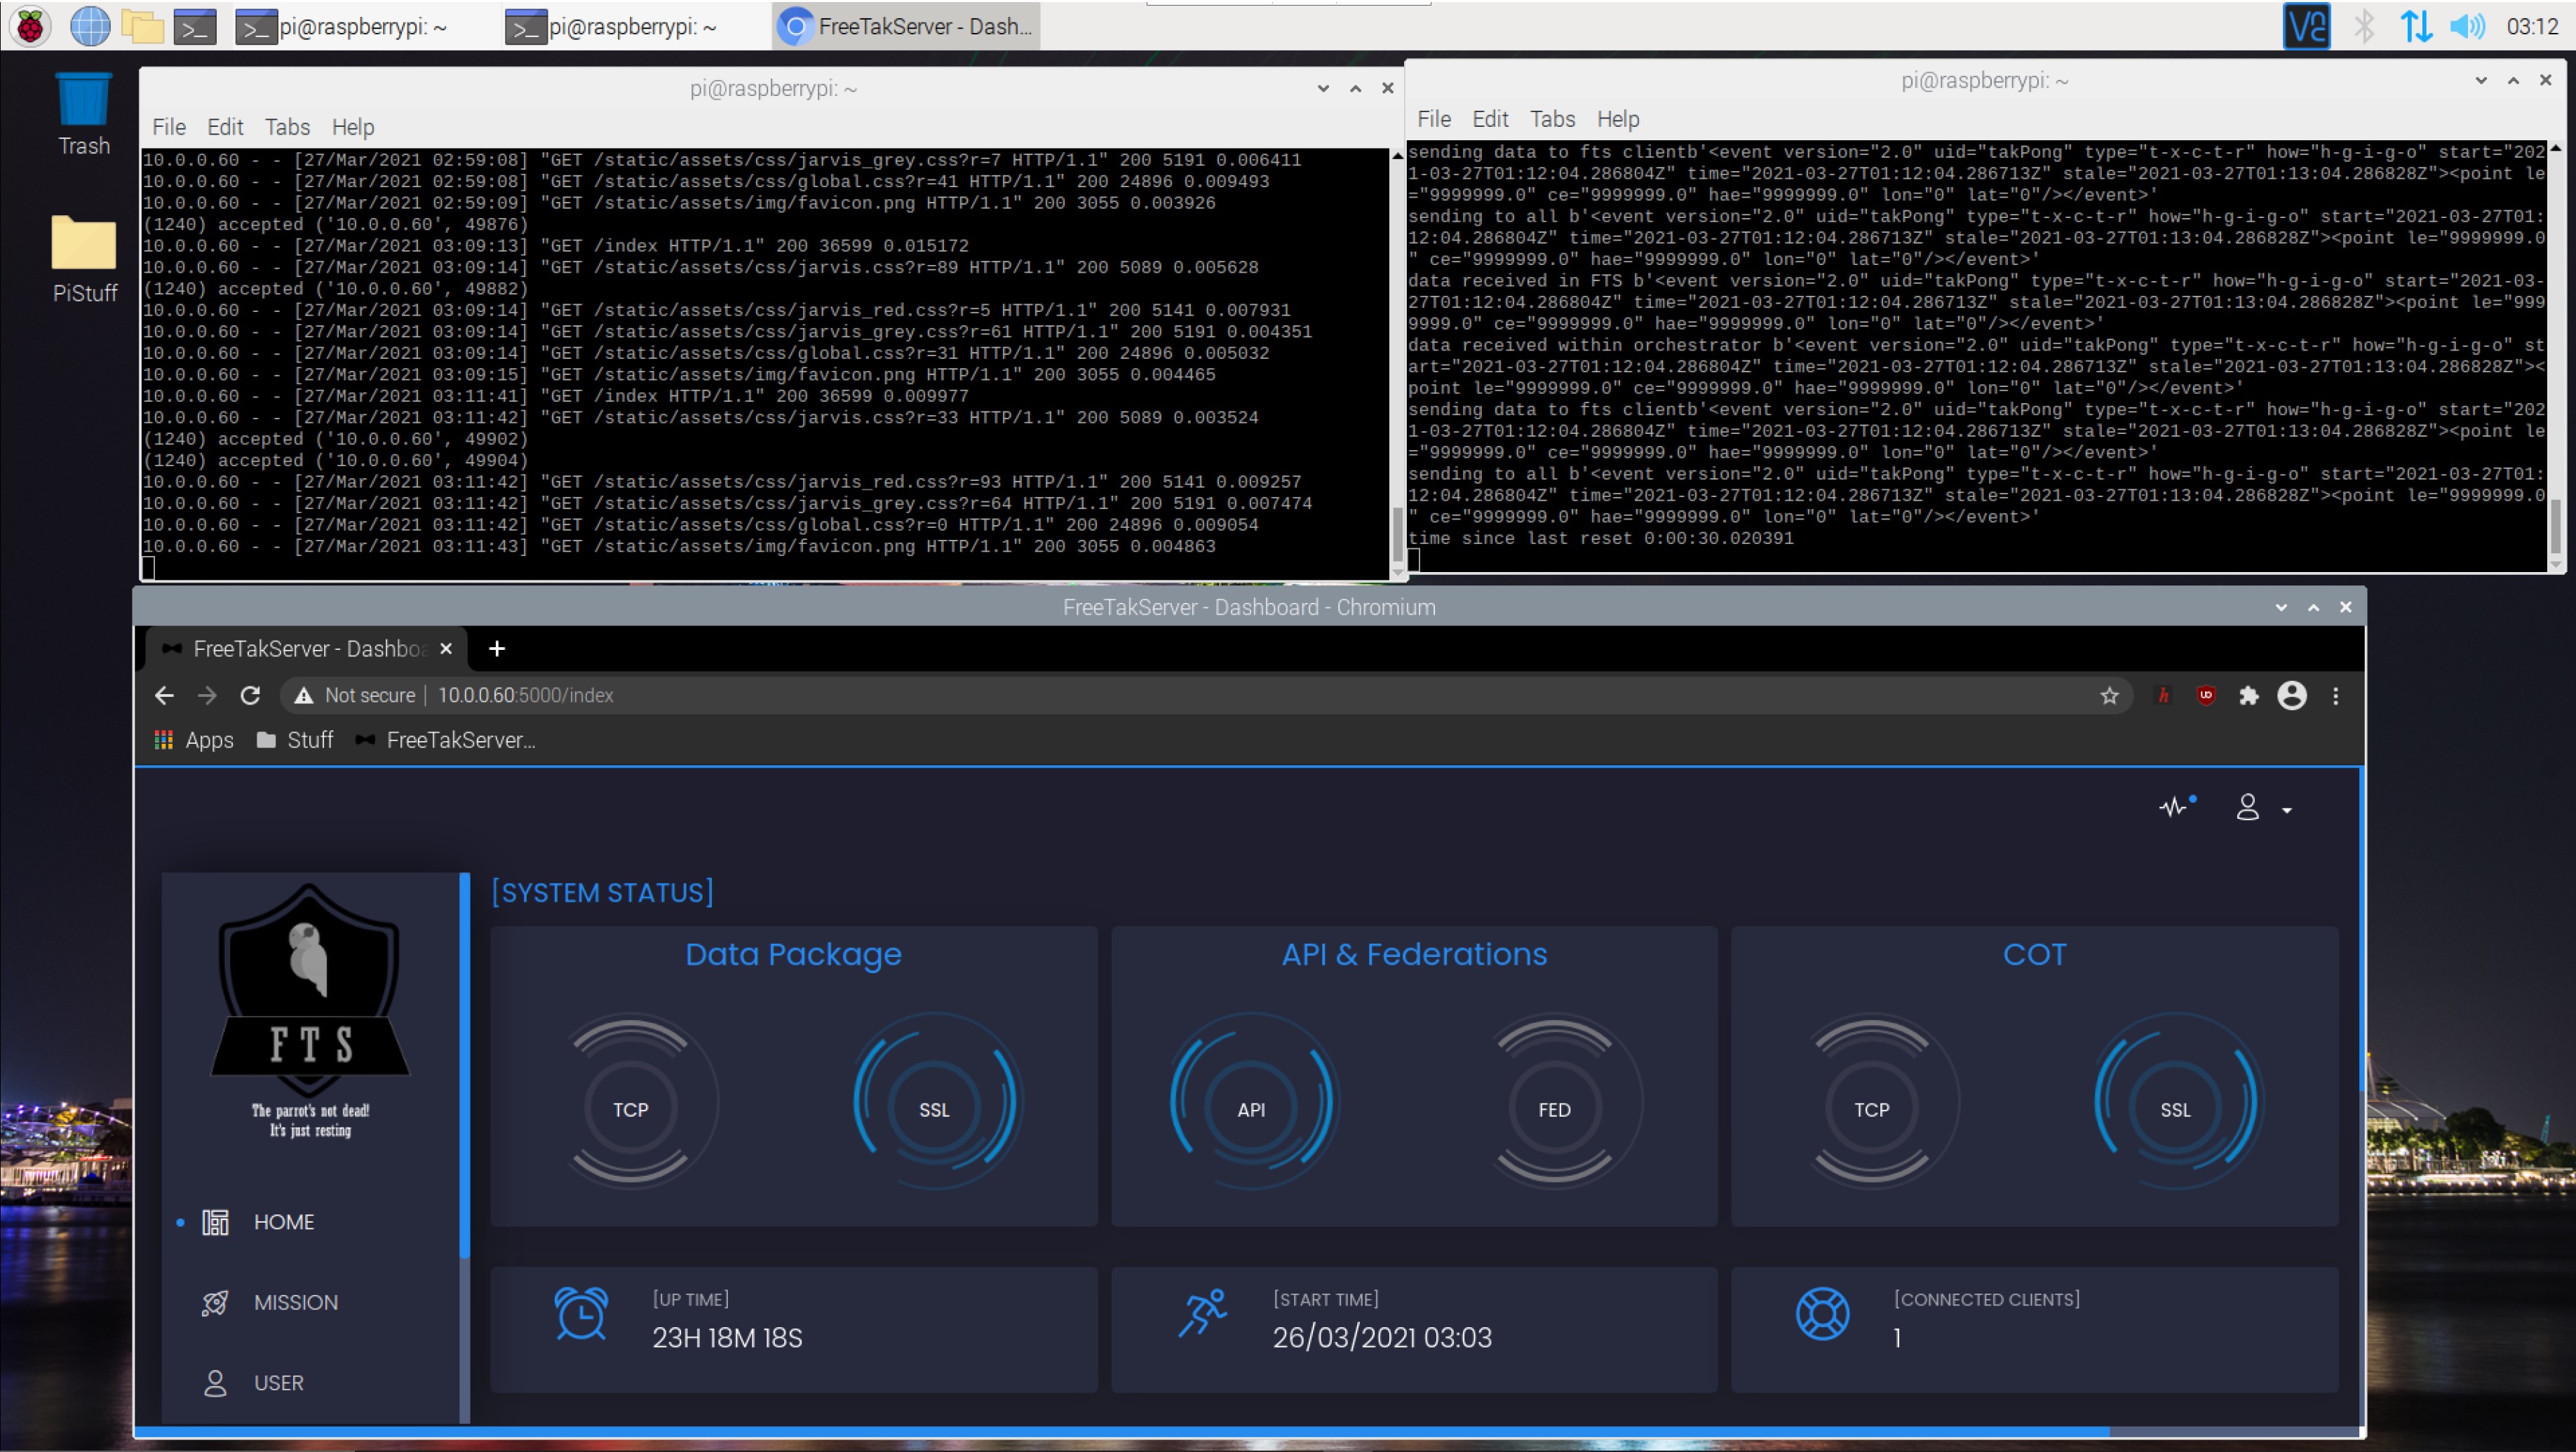 pi@raspberrypi: ~
pi@raspberrypi: ~
FreeTakServer - Dash...
03:12
Trash
PiStuff
pi@raspberrypi: ~
File Edit Tabs Help
10.0.0.60 - - [27/Mar/2021 02:59:08] "GET /static/assets/css/jarvis_grey.css?r=7 HTTP/1.1" 200 5191 0.006411
10.0.0.60 - - [27/Mar/2021 02:59:08] "GET /static/assets/css/global.css?r=41 HTTP/1.1" 200 24896 0.009493
10.0.0.60 - - [27/Mar/2021 02:59:09] "GET /static/assets/img/favicon.png HTTP/1.1" 200 3055 0.003926
(1240) accepted ('10.0.0.60', 49876)
10.0.0.60 - - [27/Mar/2021 03:09:13] "GET /index HTTP/1.1" 200 36599 0.015172
10.0.0.60 - - [27/Mar/2021 03:09:14] "GET /static/assets/css/jarvis.css?r=89 HTTP/1.1" 200 5089 0.005628
(1240) accepted ('10.0.0.60', 49882)
10.0.0.60 - - [27/Mar/2021 03:09:14] "GET /static/assets/css/jarvis_red.css?r=5 HTTP/1.1" 200 5141 0.007931
10.0.0.60 - - [27/Mar/2021 03:09:14] "GET /static/assets/css/jarvis_grey.css?r=61 HTTP/1.1" 200 5191 0.004351
10.0.0.60 - - [27/Mar/2021 03:09:14] "GET /static/assets/css/global.css?r=31 HTTP/1.1" 200 24896 0.005032
10.0.0.60 - - [27/Mar/2021 03:09:15] "GET /static/assets/img/favicon.png HTTP/1.1" 200 3055 0.004465
10.0.0.60 - - [27/Mar/2021 03:11:41] "GET /index HTTP/1.1" 200 36599 0.009977
10.0.0.60 - - [27/Mar/2021 03:11:42] "GET /static/assets/css/jarvis.css?r=33 HTTP/1.1" 200 5089 0.003524
(1240) accepted ('10.0.0.60', 49902)
(1240) accepted ('10.0.0.60', 49904)
10.0.0.60 - - [27/Mar/2021 03:11:42] "GET /static/assets/css/jarvis_red.css?r=93 HTTP/1.1" 200 5141 0.009257
10.0.0.60 - - [27/Mar/2021 03:11:42] "GET /static/assets/css/jarvis_grey.css?r=64 HTTP/1.1" 200 5191 0.007474
10.0.0.60 - - [27/Mar/2021 03:11:42] "GET /static/assets/css/global.css?r=0 HTTP/1.1" 200 24896 0.009054
10.0.0.60 - - [27/Mar/2021 03:11:43] "GET /static/assets/img/favicon.png HTTP/1.1" 200 3055 0.004863
pi@raspberrypi: ~
File Edit Tabs Help
sending data to fts clientb'<event version="2.0" uid="takPong" type="t-x-c-t-r" how="h-g-i-g-o" start="202
1-03-27T01:12:04.286804Z" time="2021-03-27T01:12:04.286713Z" stale="2021-03-27T01:13:04.286828Z"><point le
="9999999.0" ce="9999999.0" hae="9999999.0" lon="0" lat="0"/></event>'
sending to all b'<event version="2.0" uid="takPong" type="t-x-c-t-r" how="h-g-i-g-o" start="2021-03-27T01:
12:04.286804Z" time="2021-03-27T01:12:04.286713Z" stale="2021-03-27T01:13:04.286828Z"><point le="9999999.0
" ce="9999999.0" hae="9999999.0" lon="0" lat="0"/></event>'
data received in FTS b'<event version="2.0" uid="takPong" type="t-x-c-t-r" how="h-g-i-g-o" start="2021-03-
27T01:12:04.286804Z" time="2021-03-27T01:12:04.286713Z" stale="2021-03-27T01:13:04.286828Z"><point le="999
9999.0" ce="9999999.0" hae="9999999.0" lon="0" lat="0"/></event>'
data received within orchestrator b'<event version="2.0" uid="takPong" type="t-x-c-t-r" how="h-g-i-g-o" st
art="2021-03-27T01:12:04.286804Z" time="2021-03-27T01:12:04.286713Z" stale="2021-03-27T01:13:04.286828Z"><
point le="9999999.0" ce="9999999.0" hae="9999999.0" lon="0" lat="0"/></event>'
sending data to fts clientb'<event version="2.0" uid="takPong" type="t-x-c-t-r" how="h-g-i-g-o" start="202
1-03-27T01:12:04.286804Z" time="2021-03-27T01:12:04.286713Z" stale="2021-03-27T01:13:04.286828Z"><point le
="9999999.0" ce="9999999.0" hae="9999999.0" lon="0" lat="0"/></event>'
sending to all b'<event version="2.0" uid="takPong" type="t-x-c-t-r" how="h-g-i-g-o" start="2021-03-27T01:
12:04.286804Z" time="2021-03-27T01:12:04.286713Z" stale="2021-03-27T01:13:04.286828Z"><point le="9999999.0
" ce="9999999.0" hae="9999999.0" lon="0" lat="0"/></event>'
time since last reset 0:00:30.020391
FreeTakServer - Dashboard - Chromium
FreeTakServer - Dashboa
Not secure | 10.0.0.60:5000/index
Apps Stuff FreeTakServer...
FTS
The parrot's not dead!
It's just resting
HOME
MISSION
USER
[SYSTEM STATUS]
Data Package
TCP SSL
API & Federations
API FED
COT
TCP SSL
[UP TIME]
23H 18M 18S
[START TIME]
26/03/2021 03:03
[CONNECTED CLIENTS]
1